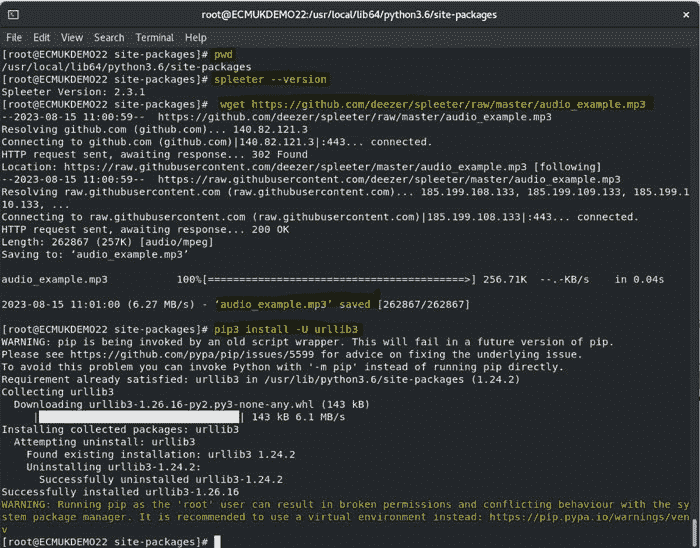 root@ECMUKDEMO22:/usr/local/lib64/python3.6/site-packages
File Edit View Search Terminal Help
[root@ECMUKDEMO22 site-packages]# pwd
/usr/local/lib64/python3.6/site-packages
[root@ECMUKDEMO22 site-packages]# spleeter --version
Spleeter Version: 2.3.1
[root@ECMUKDEMO22 site-packages]#  wget https://github.com/deezer/spleeter/raw/master/audio_example.mp3
--2023-08-15 11:00:59--  https://github.com/deezer/spleeter/raw/master/audio_example.mp3
Resolving github.com (github.com)... 140.82.121.3
Connecting to github.com (github.com)|140.82.121.3|:443... connected.
HTTP request sent, awaiting response... 302 Found
Location: https://raw.githubusercontent.com/deezer/spleeter/master/audio_example.mp3 [following]
--2023-08-15 11:00:59--  https://raw.githubusercontent.com/deezer/spleeter/master/audio_example.mp3
Resolving raw.githubusercontent.com (raw.githubusercontent.com)... 185.199.108.133, 185.199.109.133, 185.199.1
10.133, ...
Connecting to raw.githubusercontent.com (raw.githubusercontent.com)|185.199.108.133|:443... connected.
HTTP request sent, awaiting response... 200 OK
Length: 262867 (257K) [audio/mpeg]
Saving to: ‘audio_example.mp3’
audio_example.mp3          100%[========================================>] 256.71K  --.-KB/s    in 0.04s
2023-08-15 11:01:00 (6.27 MB/s) - ‘audio_example.mp3’ saved [262867/262867]
[root@ECMUKDEMO22 site-packages]# pip3 install -U urllib3
WARNING: pip is being invoked by an old script wrapper. This will fail in a future version of pip.
Please see https://github.com/pypa/pip/issues/5599 for advice on fixing the underlying issue.
To avoid this problem you can invoke Python with '-m pip' instead of running pip directly.
Requirement already satisfied: urllib3 in /usr/lib/python3.6/site-packages (1.24.2)
Collecting urllib3
Downloading urllib3-1.26.16-py2.py3-none-any.whl (143 kB)
| | 143 kB 6.1 MB/s
Installing collected packages: urllib3
Attempting uninstall: urllib3
Found existing installation: urllib3 1.24.2
Uninstalling urllib3-1.24.2:
Successfully uninstalled urllib3-1.24.2
Successfully installed urllib3-1.26.16
WARNING: Running pip as the 'root' user can result in broken permissions and conflicting behaviour with the sy
stem package manager. It is recommended to use a virtual environment instead: https://pip.pypa.io/warnings/ven
v
[root@ECMUKDEMO22 site-packages]#